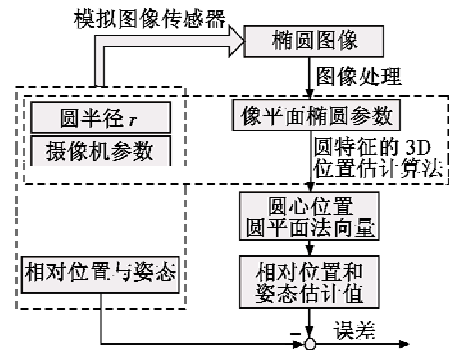 模拟图像传感器
椭圆图像
图像处理
圆半径 r
像平面椭圆参数
摄像机参数
圆特征的 3D
位置估计算法
圆心位置
圆平面法向量
相对位置与姿态
相对位置和
姿态估计值
−
误差